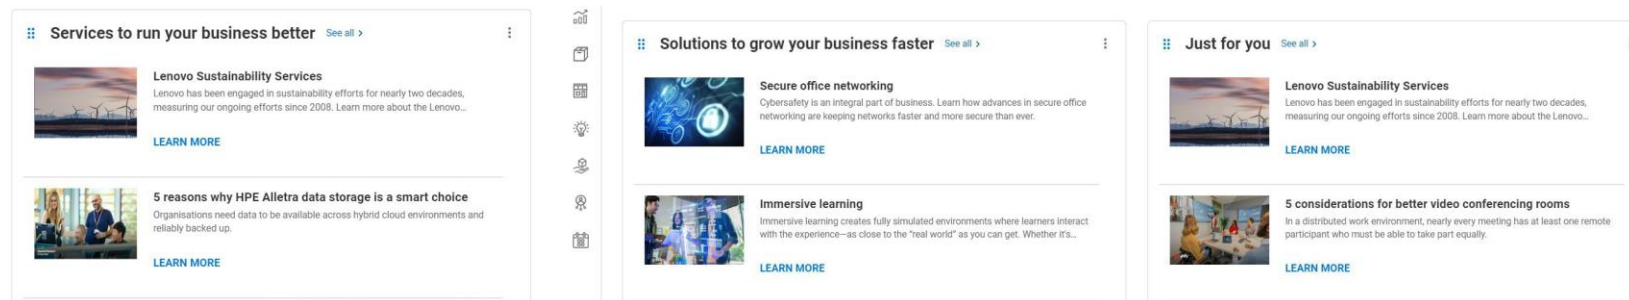 Services to run your business better See all >
Lenovo Sustainability Services
Lenovo has been engaged in sustainability efforts for nearly two decades,
measuring our ongoing efforts since 2008. Learn more about the Lenovo...
LEARN MORE
5 reasons why HPE Alletra data storage is a smart choice
Organisations need data to be available across hybrid cloud environments and
reliably backed up.
LEARN MORE
Solutions to grow your business faster See all >
Secure office networking
Cybersafety is an integral part of business. Learn how advances in secure office
networking are keeping networks faster and more secure than ever.
LEARN MORE
Immersive learning
Immersive learning creates fully simulated environments where learners interact
with the experience—as close to the "real world" as you can get. Whether it's...
LEARN MORE
Just for you See all >
Lenovo Sustainability Services
Lenovo has been engaged in sustainability efforts for nearly two decades,
measuring our ongoing efforts since 2008. Learn more about the Lenovo...
LEARN MORE
5 considerations for better video conferencing rooms
In a distributed work environment, nearly every meeting has at least one remote
participant who must be able to take part equally.
LEARN MORE